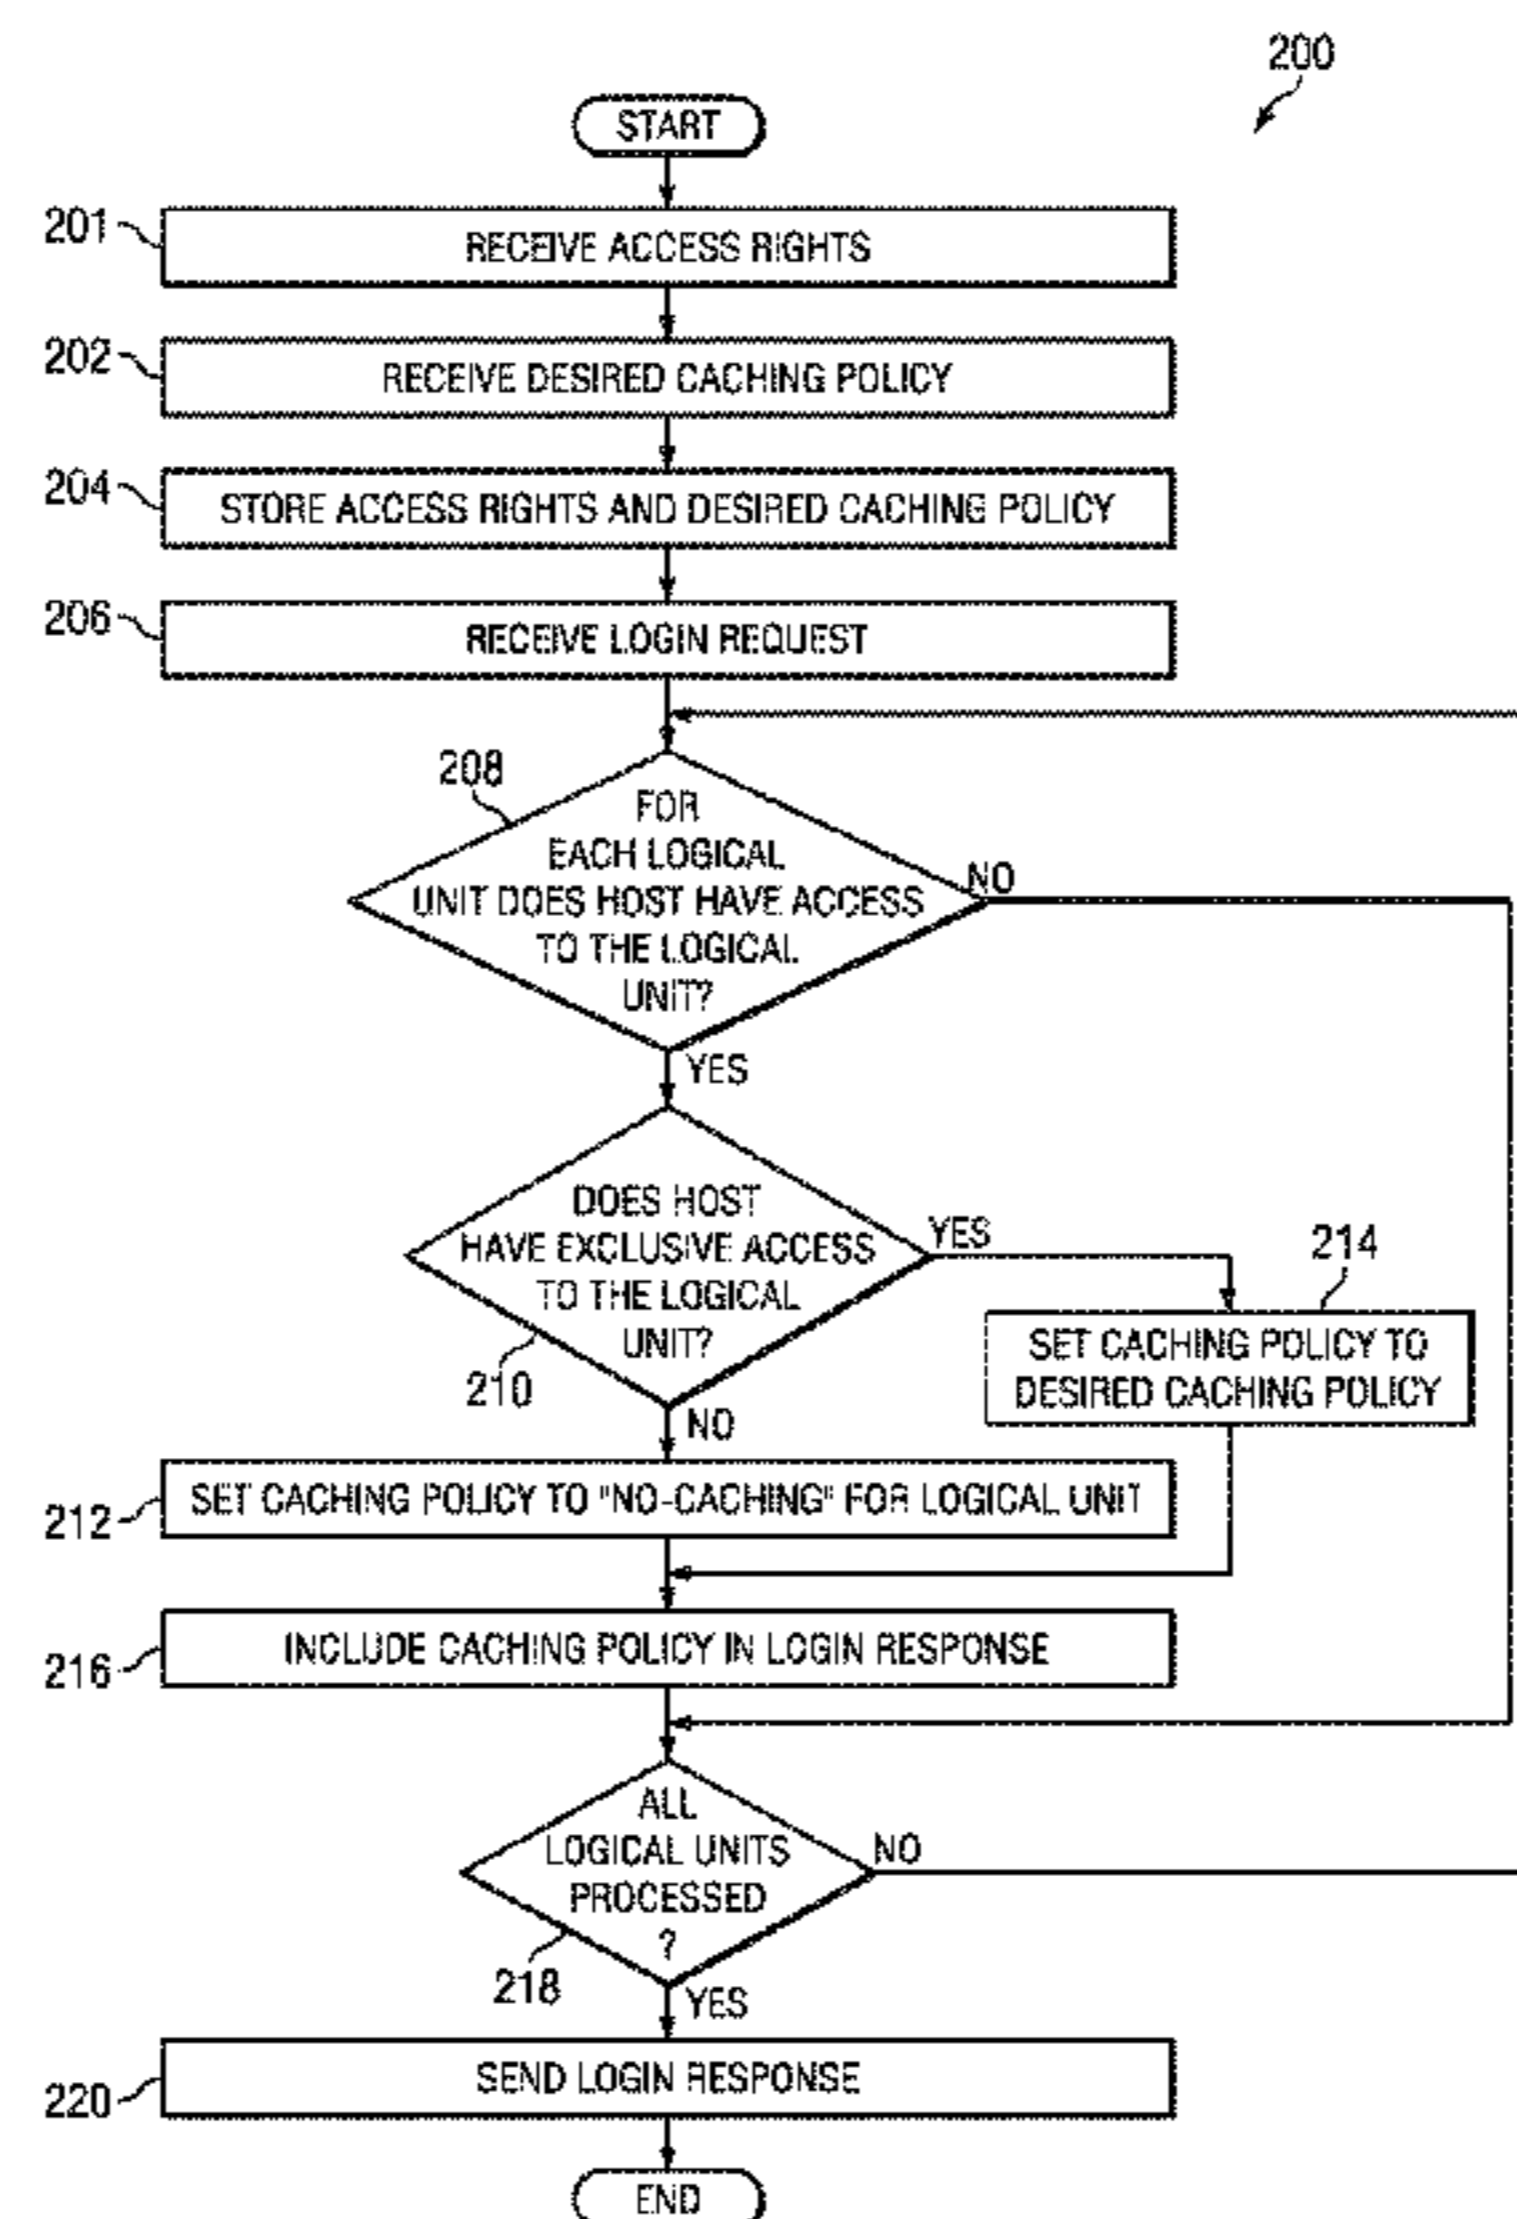 200
START
201
RECEIVE ACCESS RIGHTS
202
RECEIVE DESIRED CACHING POLICY
204
STORE ACCESS RIGHTS AND DESIRED CACHING POLICY
206
RECEIVE LOGIN REQUEST
208
FOR
EACH LOGICAL
UNIT DOES HOST HAVE ACCESS
TO THE LOGICAL
UNIT?
NO
YES
DOES HOST
HAVE EXCLUSIVE ACCESS
TO THE LOGICAL
UNIT?
210
YES
214
SET CACHING POLICY TO
DESIRED CACHING POLICY
NO
212
SET CACHING POLICY TO "NO-CACHING" FOR LOGICAL UNIT
216
INCLUDE CACHING POLICY IN LOGIN RESPONSE
ALL
LOGICAL UNITS
PROCESSED
?
218
NO
YES
220
SEND LOGIN RESPONSE
END